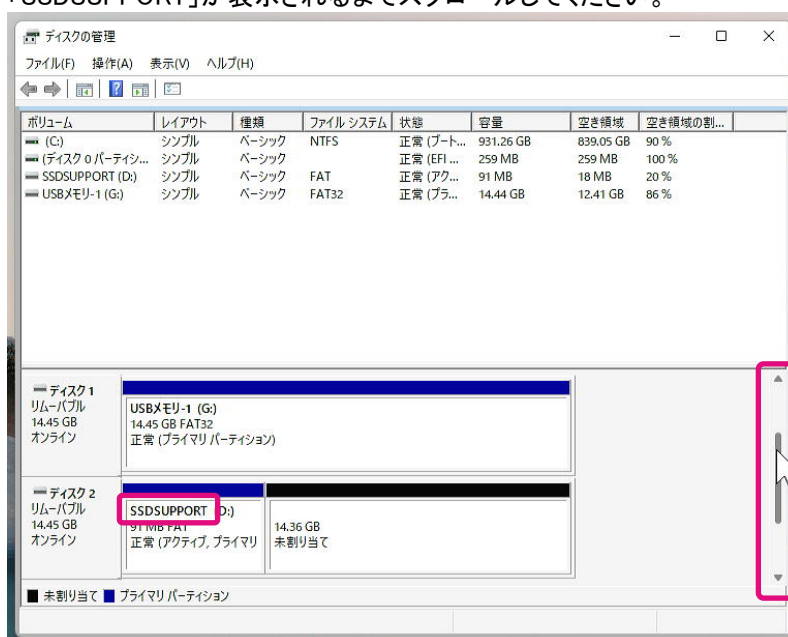 「SSDSUPPORT」が表示されるまでスクロールしてください。
ディスクの管理
ファイル(F) 操作(A) 表示(V) ヘルプ(H)
ボリューム レイアウト 種類 ファイル システム 状態 容量 空き領域 空き領域の割...
(C:) シンプル ベーシック NTFS 正常 (ブート... 931.26 GB 839.05 GB 90 %
(ディスク 0 パーティシ... シンプル ベーシック 正常 (EFI ... 259 MB 259 MB 100 %
SSDSUPPORT (D:) シンプル ベーシック FAT 正常 (アク... 91 MB 18 MB 20 %
USBメモリ-1 (G:) シンプル ベーシック FAT32 正常 (プラ... 14.44 GB 12.41 GB 86 %
ディスク 1
リムーバブル
14.45 GB
オンライン
USBメモリ-1 (G:)
14.45 GB FAT32
正常 (プライマリ パーティション)
ディスク 2
リムーバブル
14.45 GB
オンライン
SSDSUPPORT (D:)
91 MB FAT
正常 (アクティブ, プライマリ
14.36 GB
未割り当て
未割り当て プライマリ パーティション